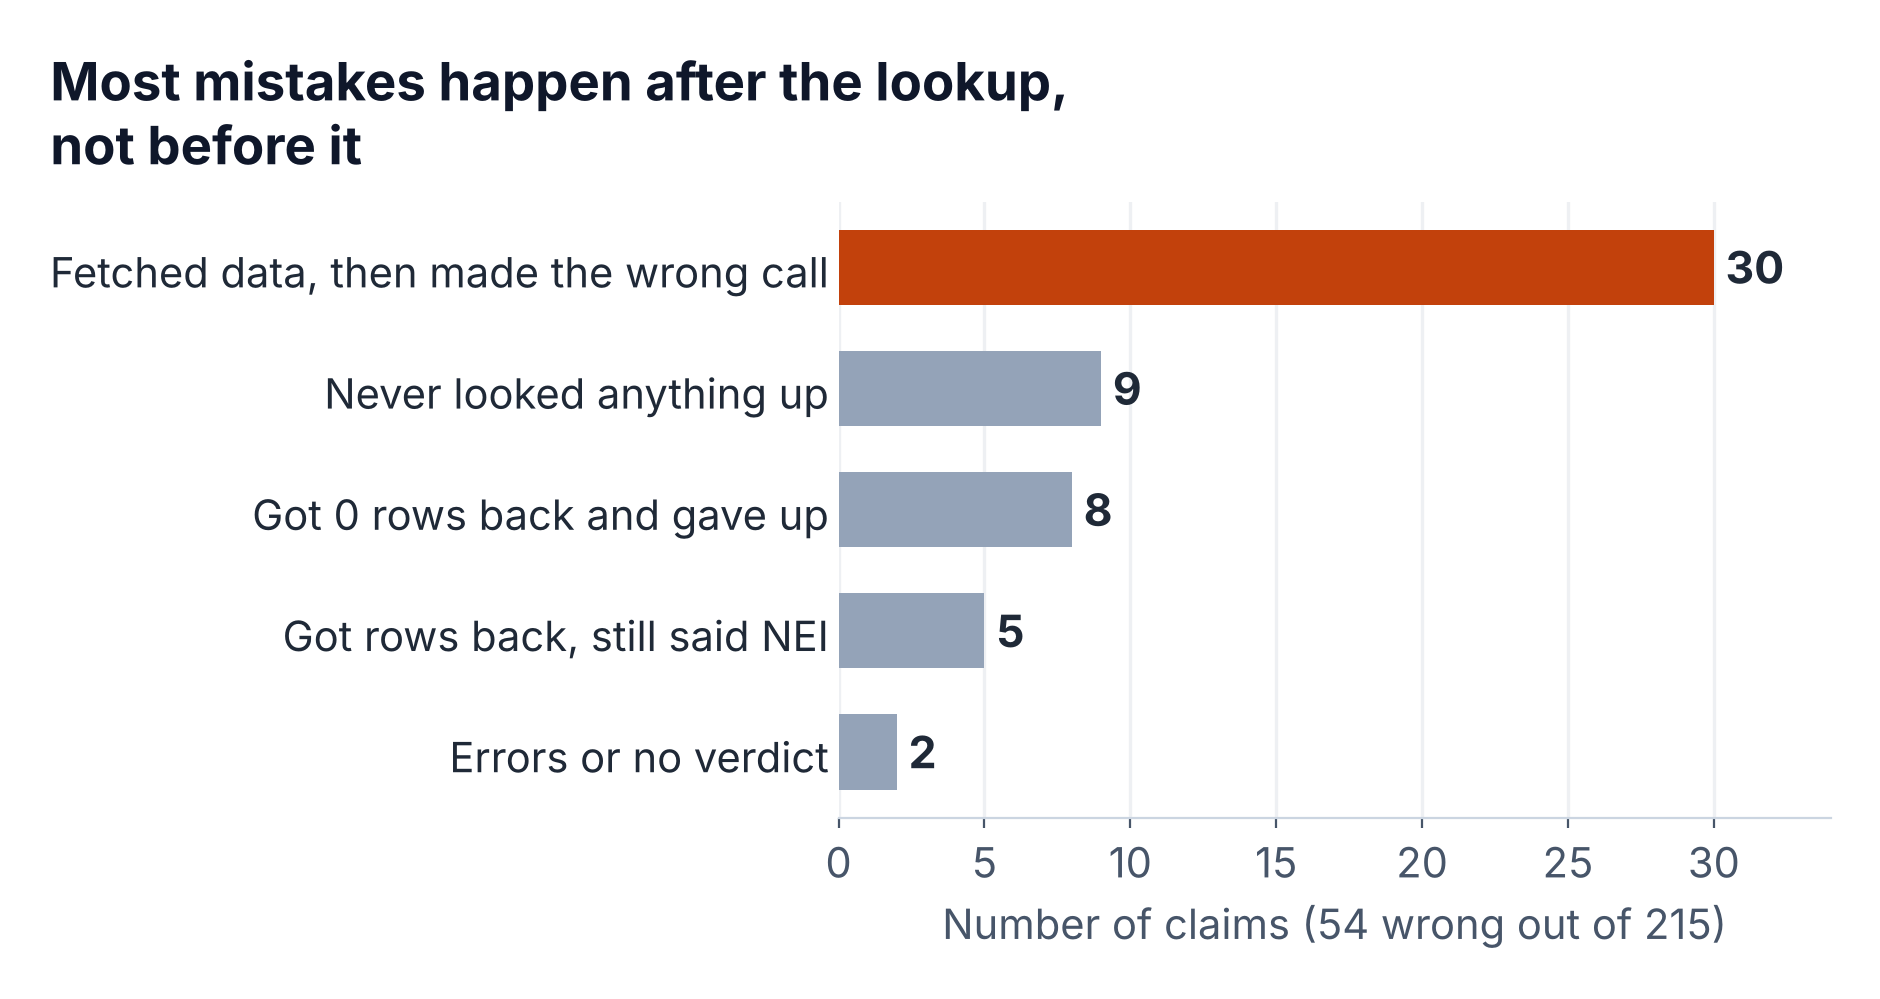 Most mistakes happen after the lookup,
not before it
Fetched data, then made the wrong call
30
Never looked anything up
9
Got 0 rows back and gave up
8
Got rows back, still said NEI
5
Errors or no verdict
2
0 5 10 15 20 25 30
Number of claims (54 wrong out of 215)